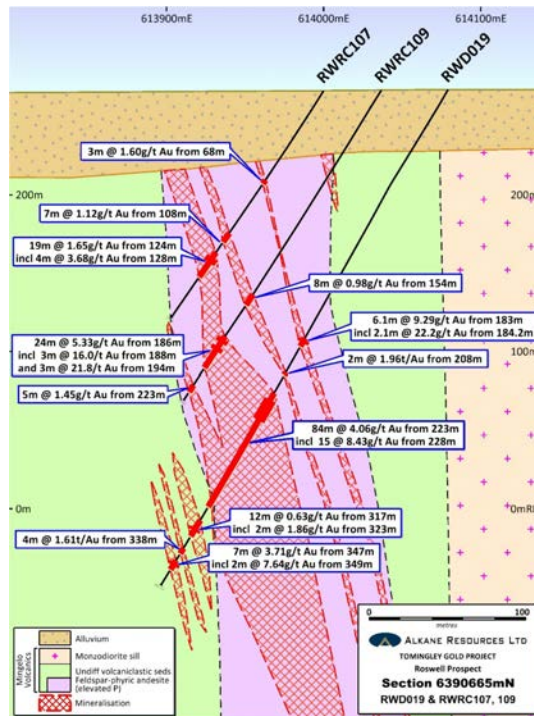 613900mE
614000mE
614100mE
RWRC107
RWRC109
RWD019
3m @ 1.60g/t Au from 68m
200m
200
7m @ 1.12g/t Au from 108m
19m @ 1.65g/t Au from 124m
incl 4m @ 3.68g/t Au from 128m
8m @ 0.98g/t Au from 154m
6.1m @ 9.29g/t Au from 183m
incl 2.1m @ 22.2g/t Au from 184.2m
24m @ 5.33g/t Au from 186m
incl 3m @ 16.0/t Au from 188m
and 3m @ 21.8/t Au from 194m
100m
2m @ 1.96t/Au from 208m
5m @ 1.45g/t Au from 223m
84m @ 4.06g/t Au from 223m
incl 15 @ 8.43g/t Au from 228m
0m
0mR
12m @ 0.63g/t Au from 317m
incl 2m @ 1.86g/t Au from 323m
4m @ 1.61t/Au from 338m
7m @ 3.71g/t Au from 347m
incl 2m @ 7.64g/t Au from 349m
Mingelo
Volcanics
Alluvium
Monzodiorite sill
Undiff volcaniclastic seds
Feldspar-phyric andesite
(elevated P)
Mineralisation
0 100
metres
ALKANE RESOURCES LTD
TOMINGLEY GOLD PROJECT
Roswell Prospect
Section 6390665mN
RWD019 & RWRC107, 109